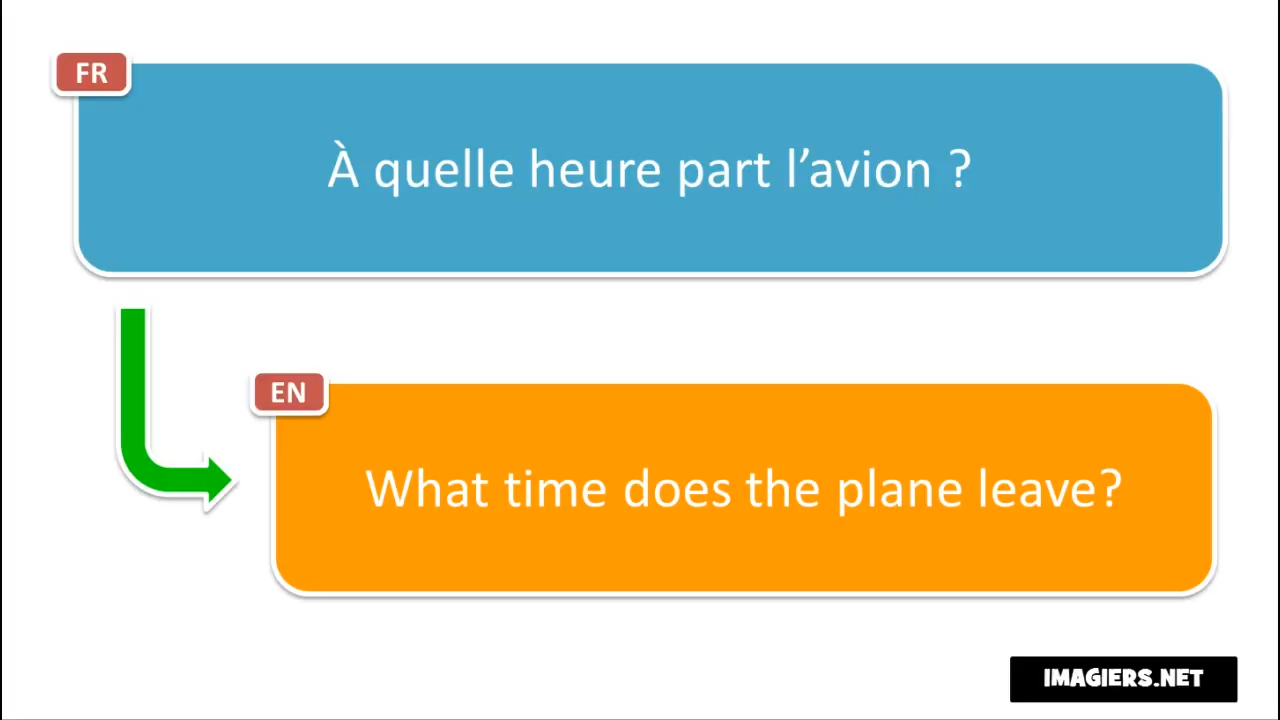 FR
À quelle heure part l’avion ?
EN
What time does the plane leave?
IMAGIERS.NET